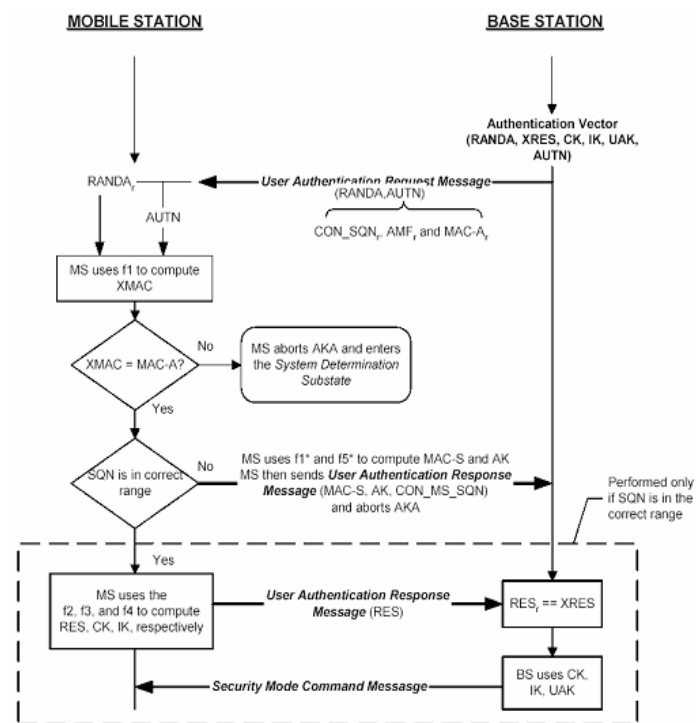 MOBILE STATION
BASE STATION
Authentication Vector
(RANDA, XRES, CK, IK, UAK,
AUTN)
RANDAr
User Authentication Request Message
(RANDA,AUTN)
AUTN
CON_SQNr, AMFr and MAC-Ar
MS uses f1 to compute
XMAC
XMAC = MAC-A?
No
MS aborts AKA and enters
the System Determination
Substate
Yes
SQN is in correct
range
No
MS uses f1* and f5* to compute MAC-S and AK
MS then sends User Authentication Response
Message (MAC-S, AK, CON_MS_SQN)
and aborts AKA
Performed only
if SQN is in the
correct range
Yes
MS uses the
f2, f3, and f4 to compute
RES, CK, IK, respectively
User Authentication Response
Message (RES)
RESr == XRES
BS uses CK,
IK, UAK
Security Mode Command Messasge